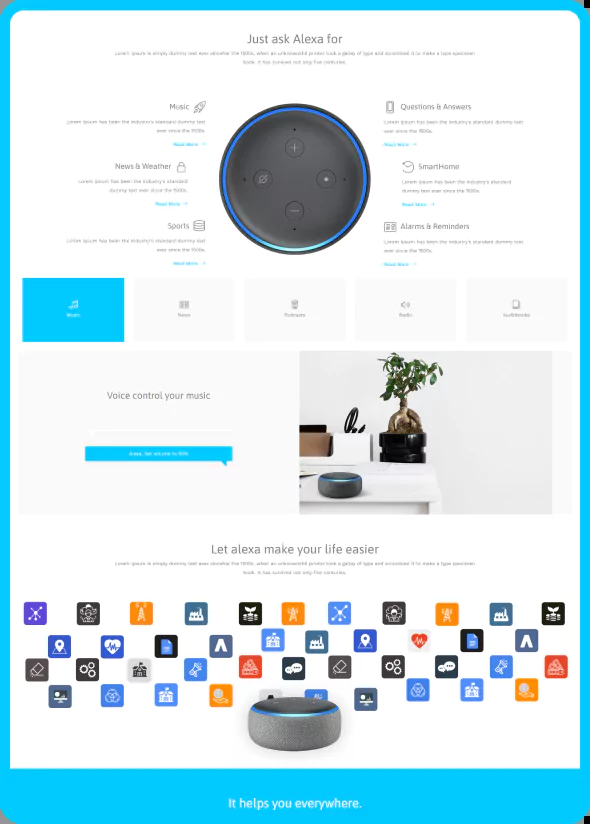 Just ask Alexa for
Lorem Ipsum is simply dummy text ever sincehe the 1500s, when an unknownshil printer took a galley of type and scrambled it to make a type specimen
book. It has survived not only five centuries.
Music
Lorem Ipsum has been the industry's standard dummy text
ever since the 1500s.
Read More →
News & Weather
Lorem Ipsum has been the industry's standard
dummy text ever since the 1500s.
Read More →
Sports
Lorem Ipsum has been the industry's standard dummy text
ever since the 1500s.
Read More →
Questions & Answers
Lorem Ipsum has been the industry's standard dummy text
ever since the 1500s.
Read More →
SmartHome
Lorem Ipsum has been the industry's standard
dummy text ever since the 1500s.
Read More →
Alarms & Reminders
Lorem Ipsum has been the industry's standard dummy text
ever since the 1500s.
Read More →
Music
News
Podcasts
Radio
Audiobooks
Voice control your music
Alexa, Set volume to 50%
Let alexa make your life easier
Lorem Ipsum is simply dummy text ever sincehe the 1500s, when an unknownshil printer took a galley of type and scrambled it to make a type specimen
book. It has survived not only five centuries.
It helps you everywhere.